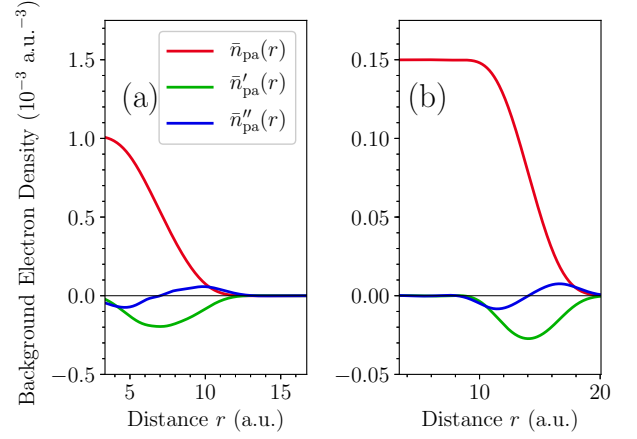 Background Electron Density (10⁻³ a.u.⁻³)
1.5
1.0
0.5
0.0
−0.5
5
10
15
Distance r (a.u.)
(a)
n̄ₚₐ(r)
n̄′ₚₐ(r)
n̄″ₚₐ(r)
0.15
0.10
0.05
0.00
−0.05
10
20
Distance r (a.u.)
(b)